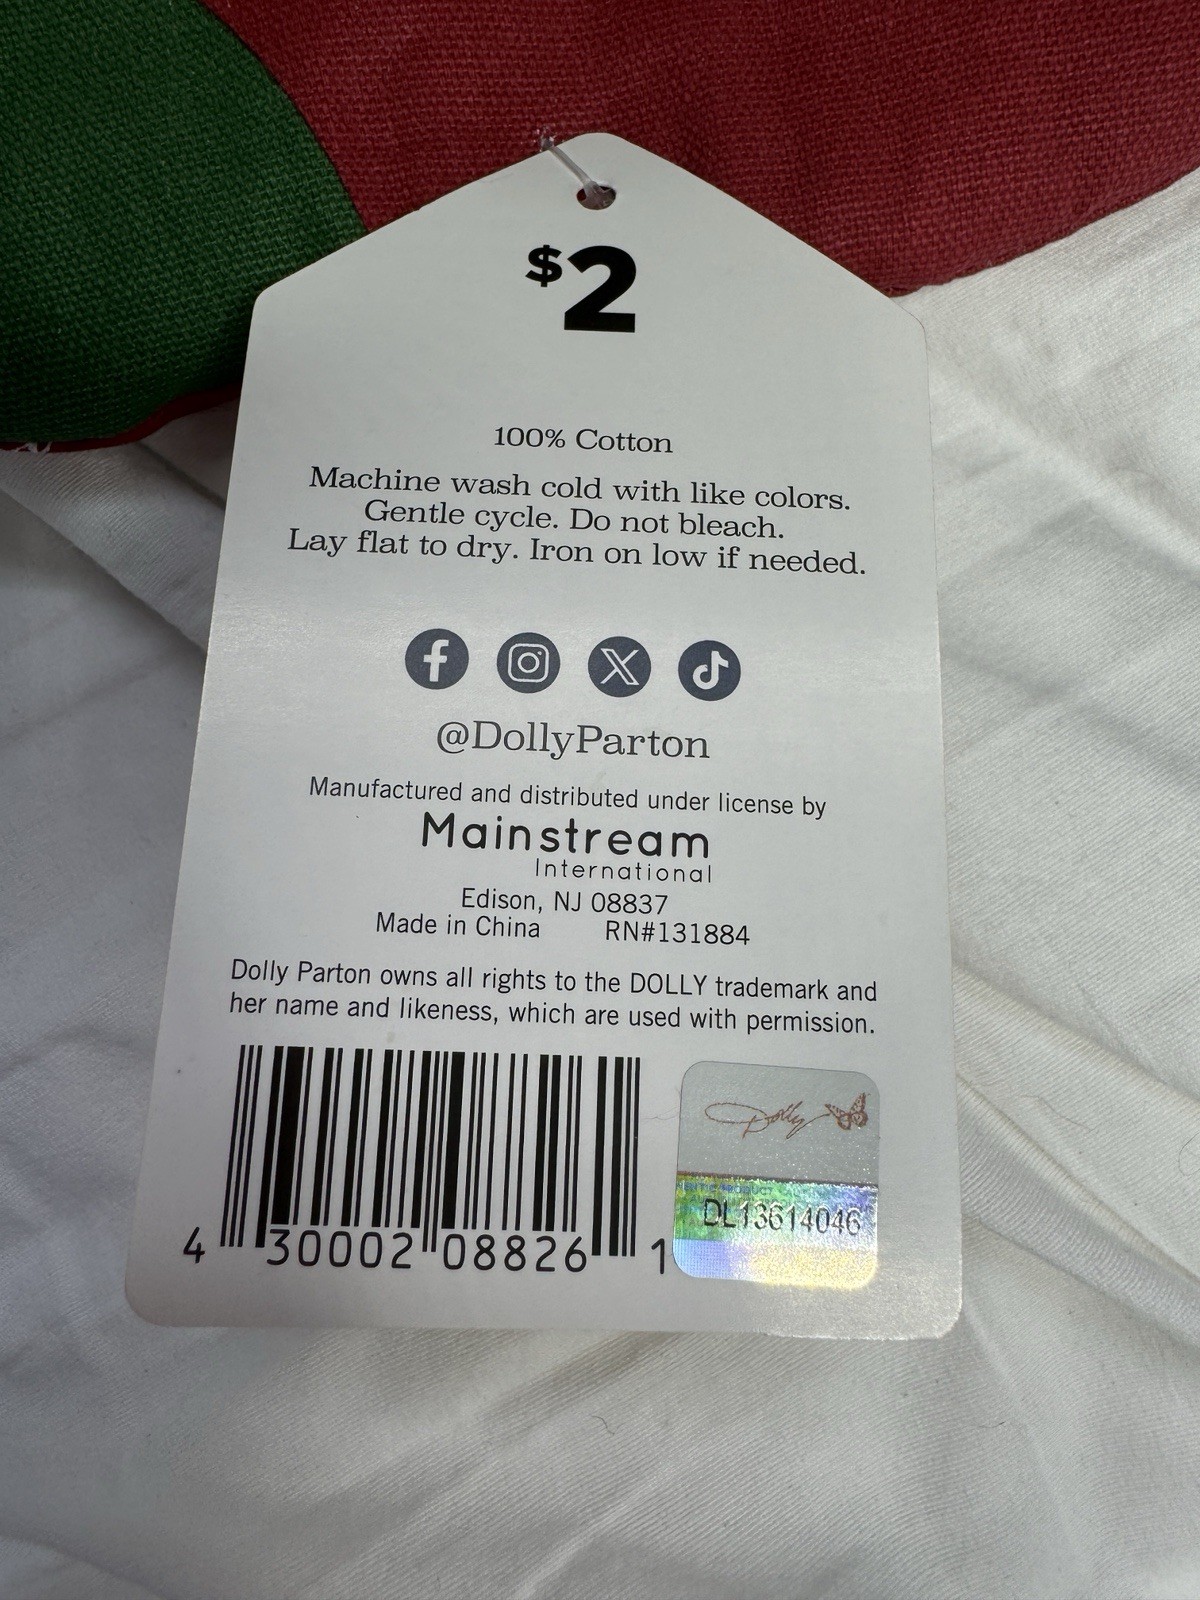 $2
100% Cotton
Machine wash cold with like colors.
Gentle cycle. Do not bleach.
Lay flat to dry. Iron on low if needed.
@DollyParton
Manufactured and distributed under license by
Mainstream
International
Edison, NJ 08837
Made in China RN#131884
Dolly Parton owns all rights to the DOLLY trademark and
her name and likeness, which are used with permission.
4 30002 08826 1
Dolly
PRODUCT
DL13614046